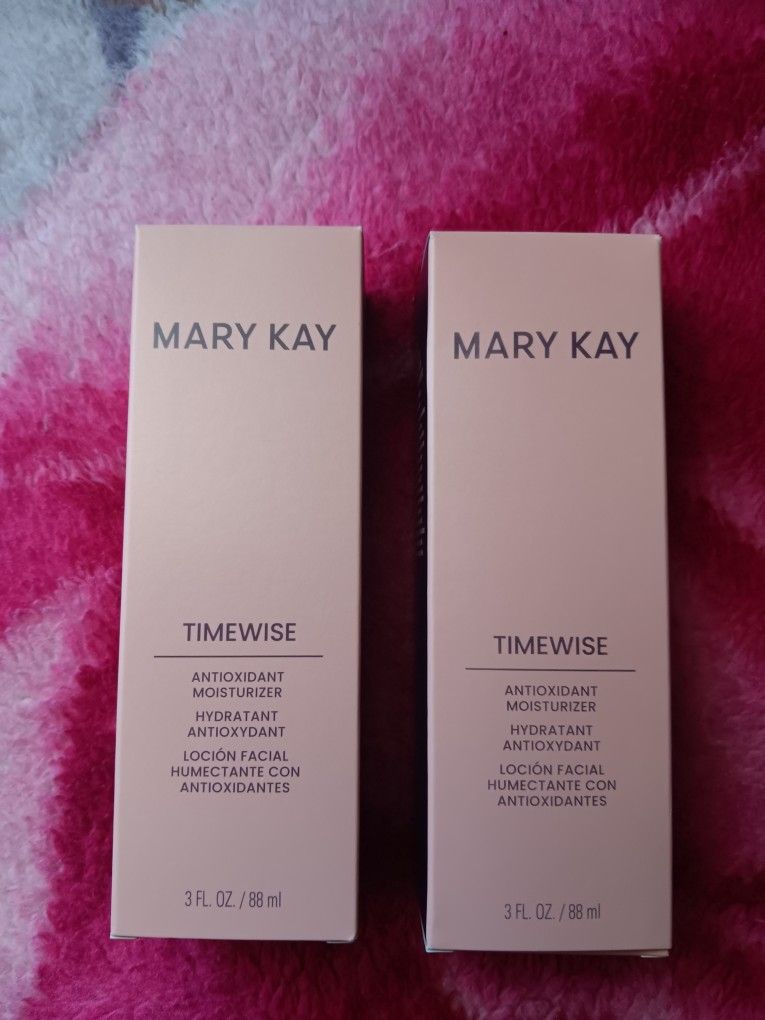 MARY KAY
TIMEWISE
ANTIOXIDANT
MOISTURIZER
HYDRATANT
ANTIOXYDANT
LOCIÓN FACIAL
HUMECTANTE CON
ANTIOXIDANTES
3 FL. OZ. / 88 ml
MARY KAY
TIMEWISE
ANTIOXIDANT
MOISTURIZER
HYDRATANT
ANTIOXYDANT
LOCIÓN FACIAL
HUMECTANTE CON
ANTIOXIDANTES
3 FL. OZ. / 88 ml